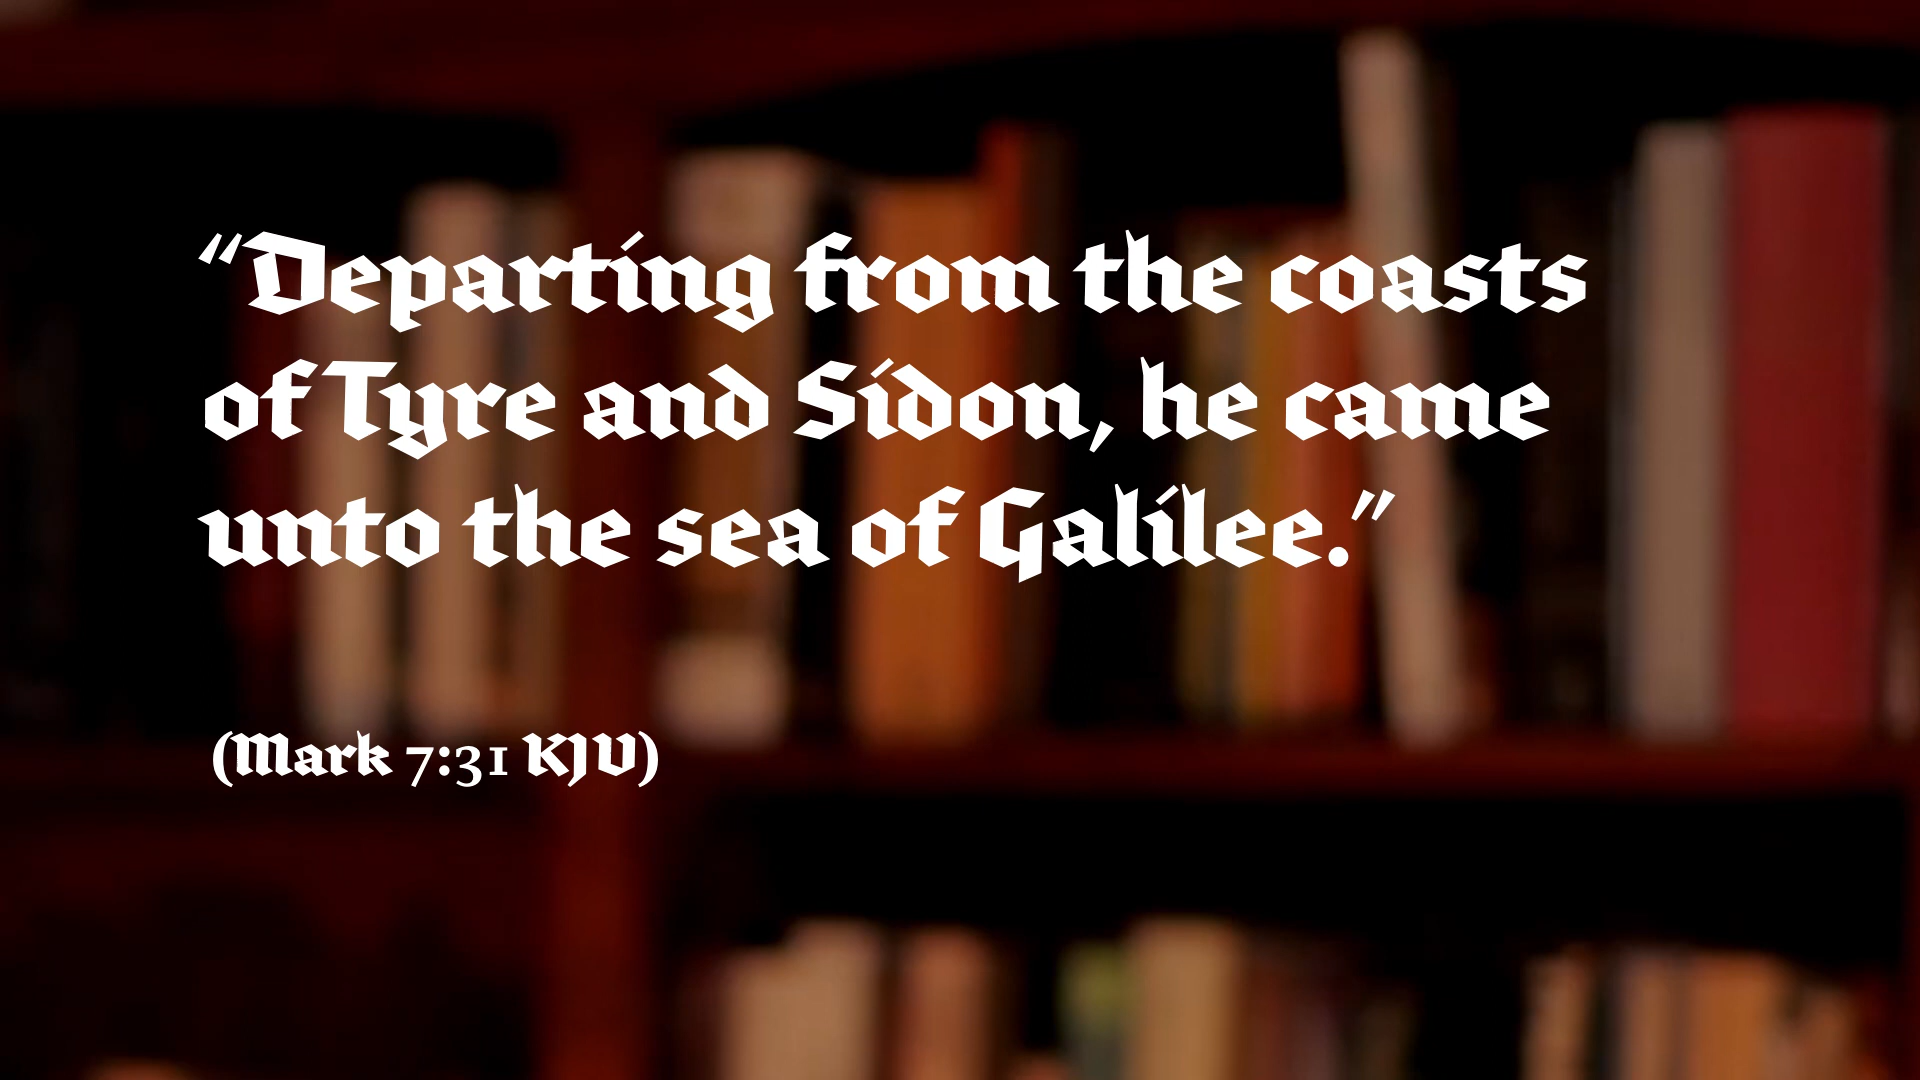 “Departing from the coasts
of Tyre and Sidon, he came
unto the sea of Galilee.”
(Mark 7:31 KJV)